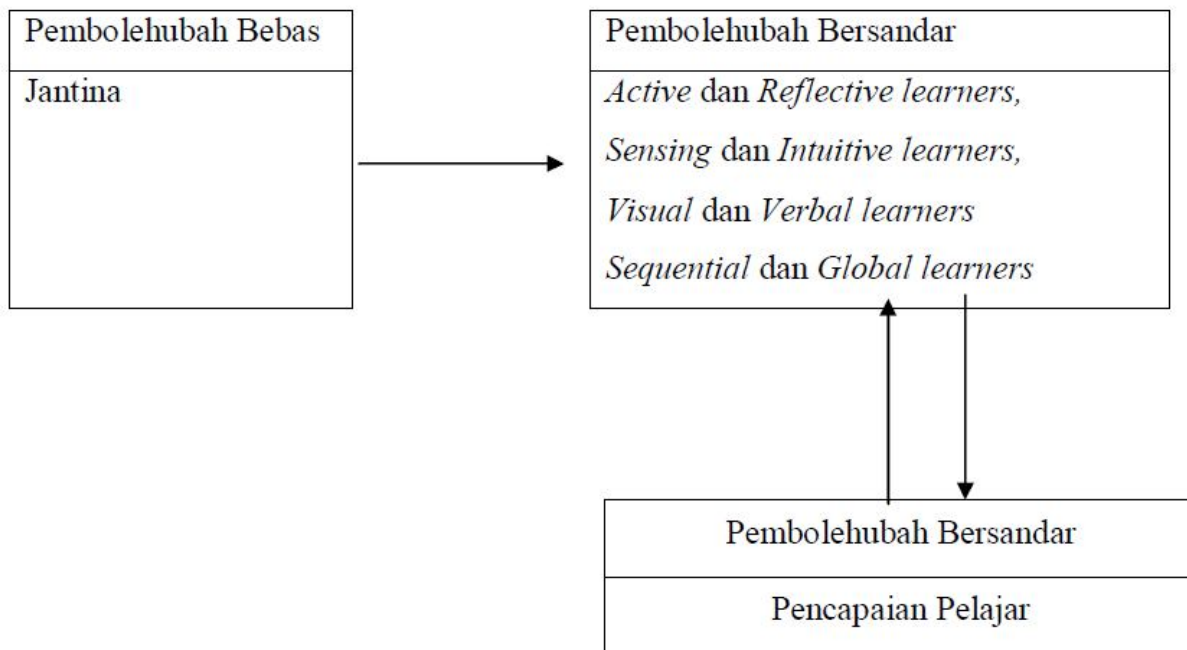 Pembolehubah Bebas
Jantina
Pembolehubah Bersandar
Active dan Reflective learners,
Sensing dan Intuitive learners,
Visual dan Verbal learners
Sequential dan Global learners
Pembolehubah Bersandar
Pencapaian Pelajar